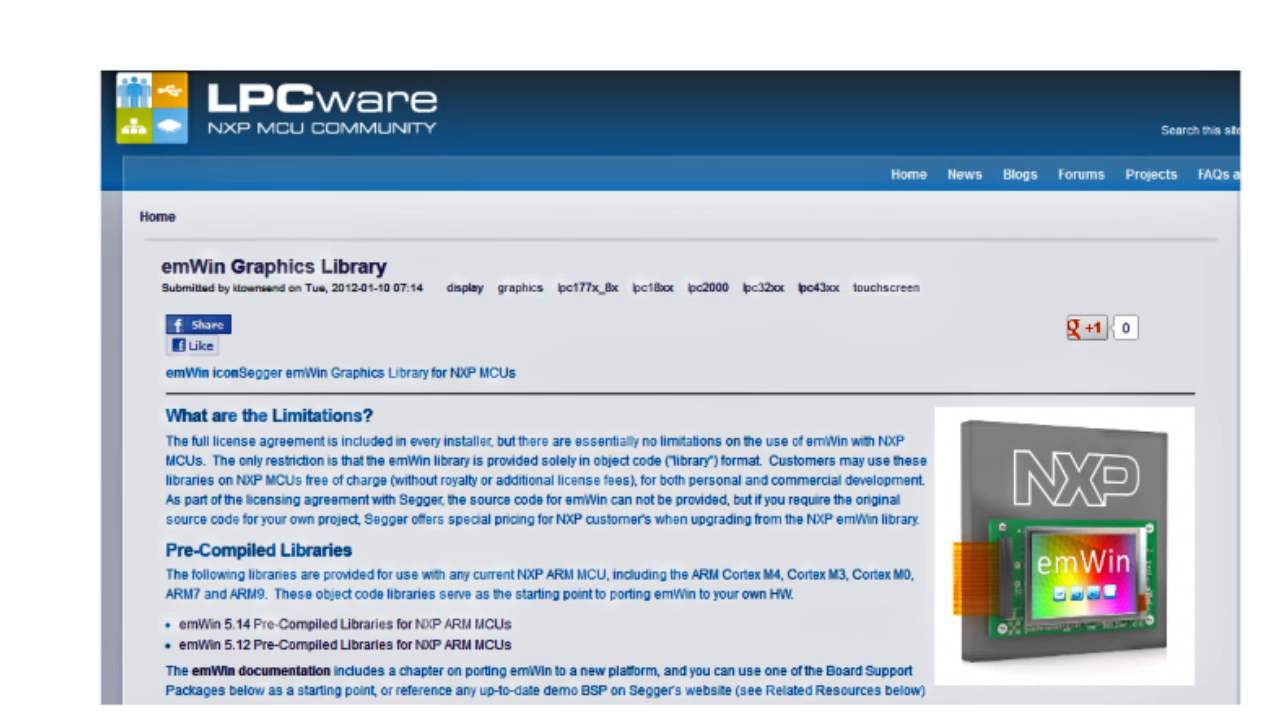 LPCware
NXP MCU COMMUNITY
Search this site
Home News Blogs Forums Projects FAQs a
Home
emWin Graphics Library
Submitted by ktownsend on Tue, 2012-01-10 07:14 display graphics lpc177x_8x lpc18xx lpc2000 lpc32xx lpc43xx touchscreen
f Share
f Like
g +1 0
emWin iconSegger emWin Graphics Library for NXP MCUs
What are the Limitations?
The full license agreement is included in every installer, but there are essentially no limitations on the use of emWin with NXP
MCUs. The only restriction is that the emWin library is provided solely in object code ("library") format. Customers may use these
libraries on NXP MCUs free of charge (without royalty or additional license fees), for both personal and commercial development.
As part of the licensing agreement with Segger, the source code for emWin can not be provided, but if you require the original
source code for your own project, Segger offers special pricing for NXP customer's when upgrading from the NXP emWin library.
NXP
emWin
Pre-Compiled Libraries
The following libraries are provided for use with any current NXP ARM MCU, including the ARM Cortex M4, Cortex M3, Cortex M0,
ARM7 and ARM9. These object code libraries serve as the starting point to porting emWin to your own HW.
• emWin 5.14 Pre-Compiled Libraries for NXP ARM MCUs
• emWin 5.12 Pre-Compiled Libraries for NXP ARM MCUs
The emWin documentation includes a chapter on porting emWin to a new platform, and you can use one of the Board Support
Packages below as a starting point, or reference any up-to-date demo BSP on Segger's website (see Related Resources below)